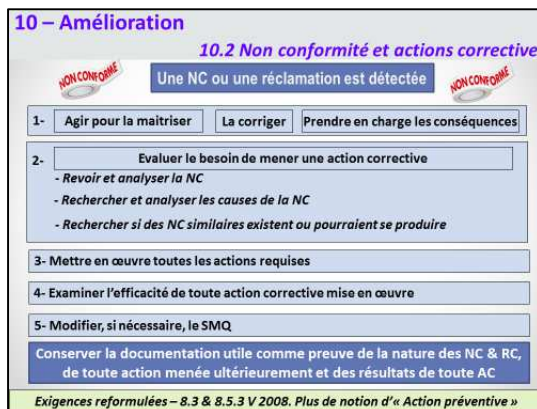 10 – Amélioration
10.2 Non conformité et actions corrective
NON CONFORME
Une NC ou une réclamation est détectée
NON CONFORME
1- Agir pour la maitriser La corriger Prendre en charge les conséquences
2- Evaluer le besoin de mener une action corrective
- Revoir et analyser la NC
- Rechercher et analyser les causes de la NC
- Rechercher si des NC similaires existent ou pourraient se produire
3- Mettre en œuvre toutes les actions requises
4- Examiner l'efficacité de toute action corrective mise en œuvre
5- Modifier, si nécessaire, le SMQ
Conserver la documentation utile comme preuve de la nature des NC & RC,
de toute action menée ultérieurement et des résultats de toute AC
Exigences reformulées – 8.3 & 8.5.3 V 2008. Plus de notion d'« Action préventive »